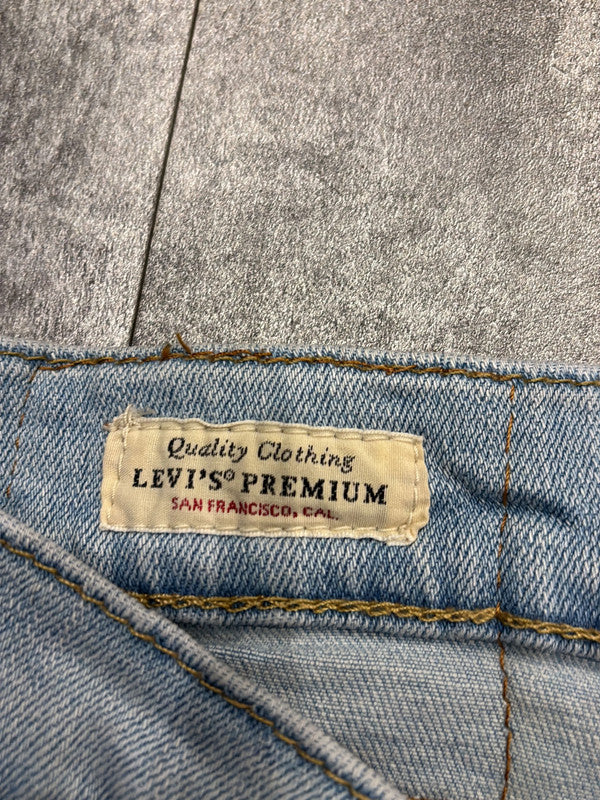 Quality Clothing
LEVI'S® PREMIUM
SAN FRANCISCO, CAL.